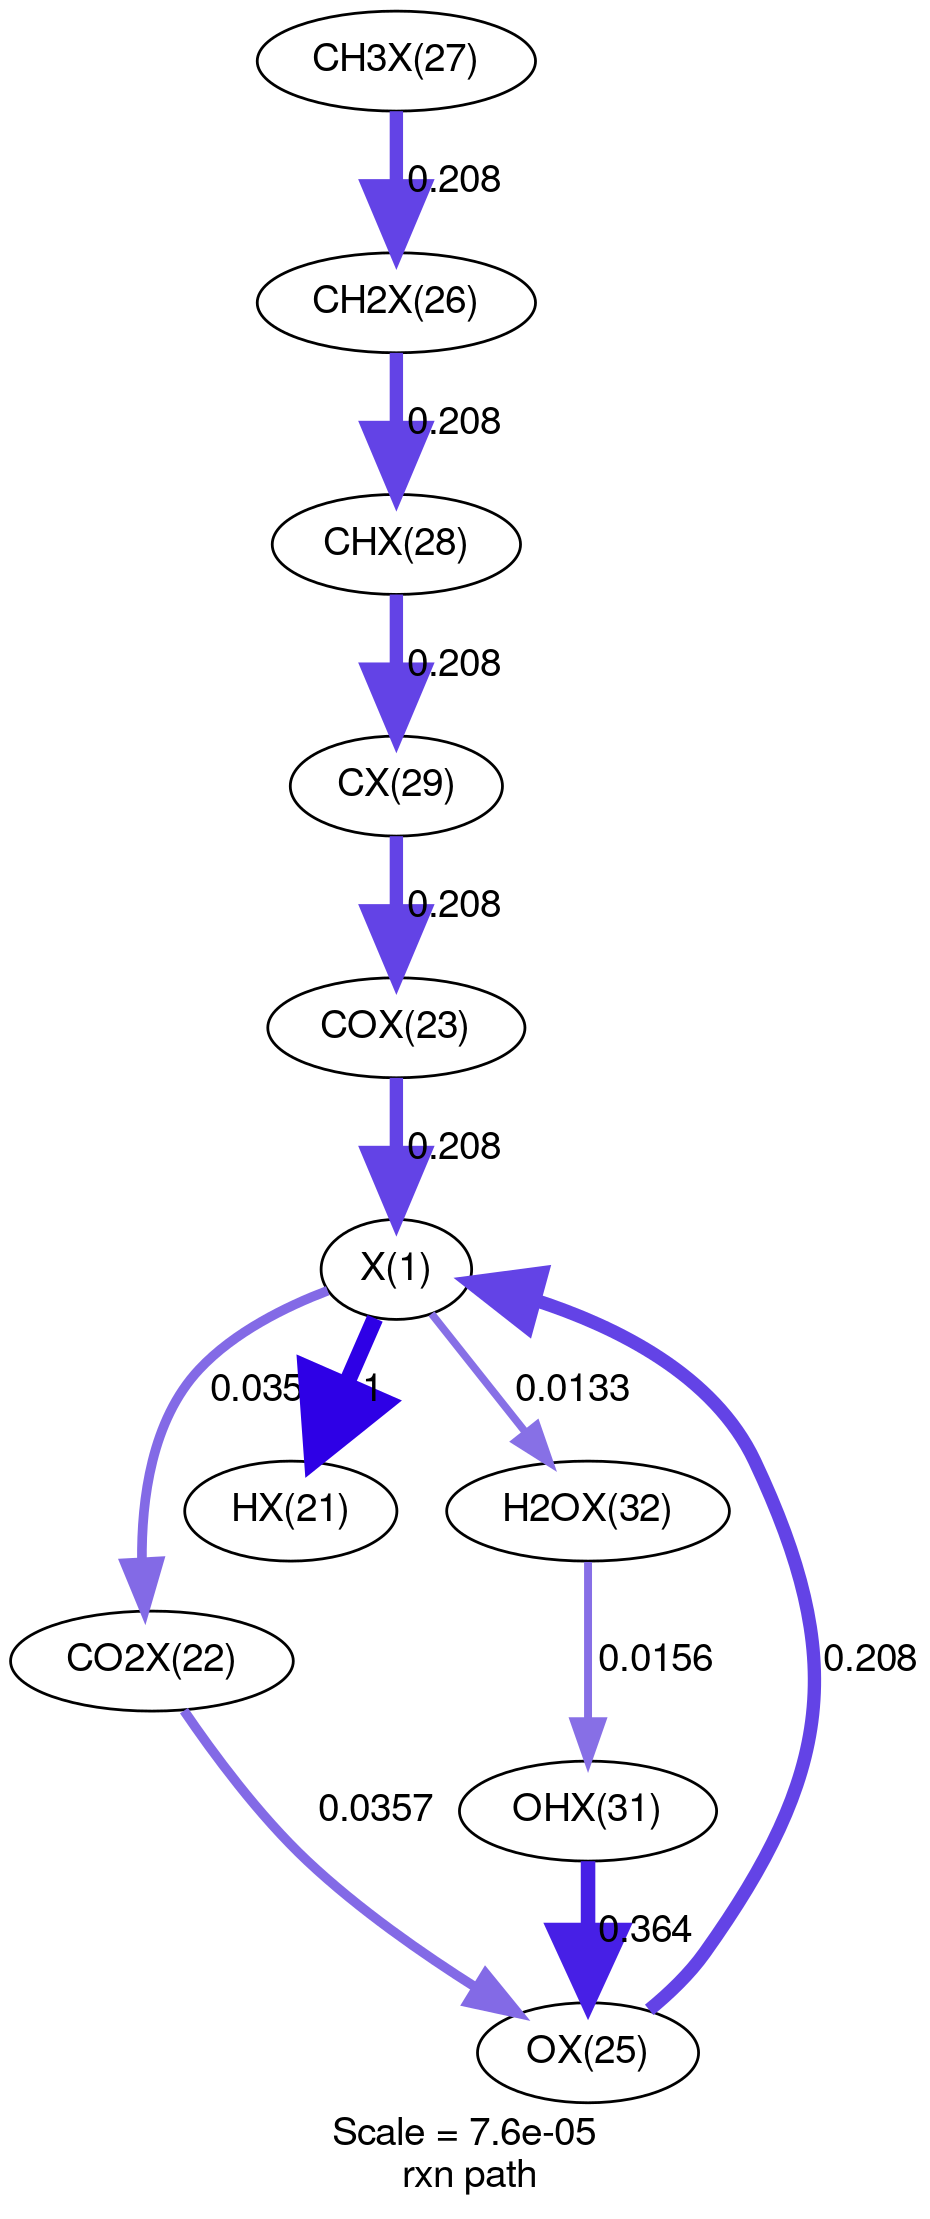 CH3X(27)
0.208
CH2X(26)
0.208
CHX(28)
0.208
CX(29)
0.208
COX(23)
0.208
X(1)
0.035
1
0.0133
HX(21)
H2OX(32)
CO2X(22)
0.0156
0.208
0.0357
OHX(31)
0.364
OX(25)
Scale = 7.6e-05
rxn path